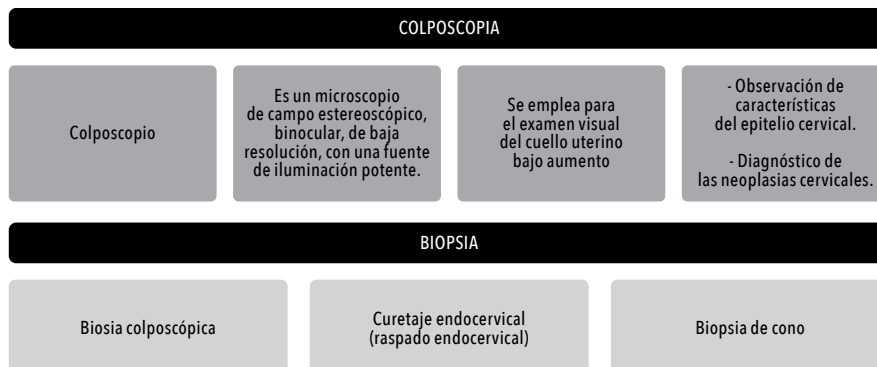 COLPOSCOPIA
Colposcopio
Es un microscopio
de campo estereoscópico,
binocular, de baja
resolución, con una fuente
de iluminación potente.
Se emplea para
el examen visual
del cuello uterino
bajo aumento
- Observación de
características
del epitelio cervical.
- Diagnóstico de
las neoplasias cervicales.
BIOPSIA
Biosia colposcópica
Curetaje endocervical
(raspado endocervical)
Biopsia de cono